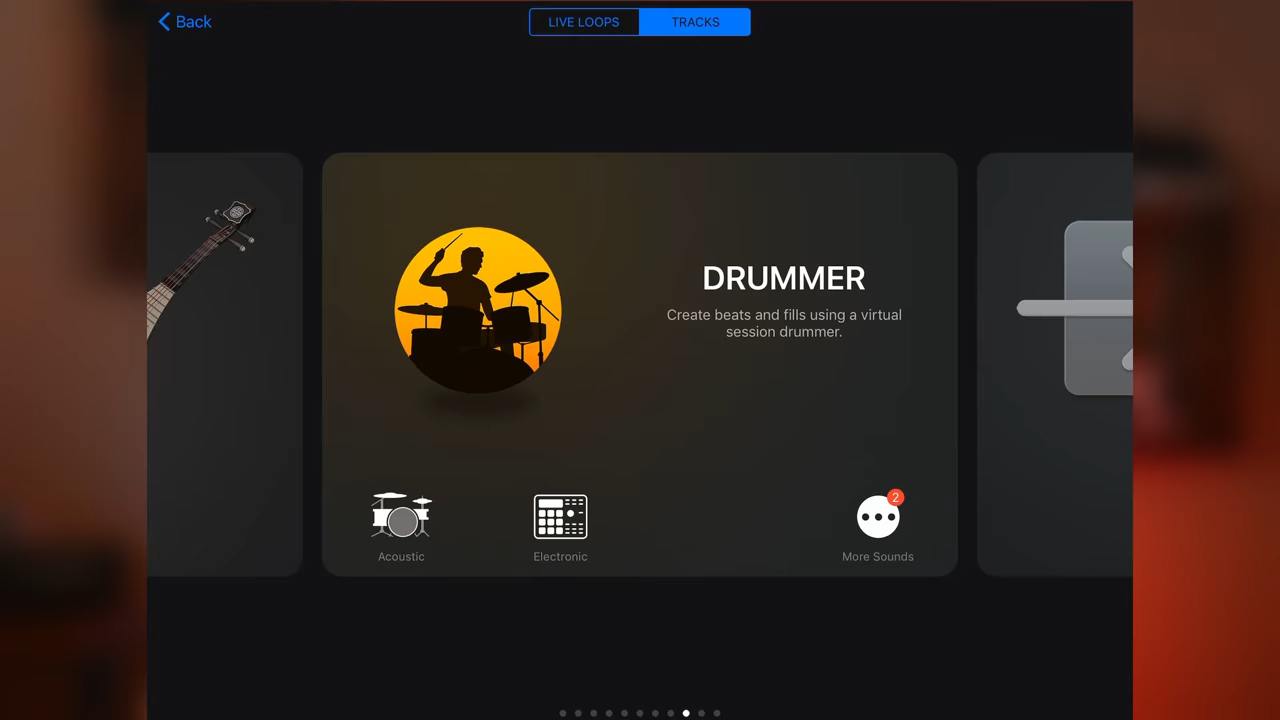 Back
LIVE LOOPS
TRACKS
DRUMMER
Create beats and fills using a virtual
session drummer.
2
Acoustic
Electronic
More Sounds